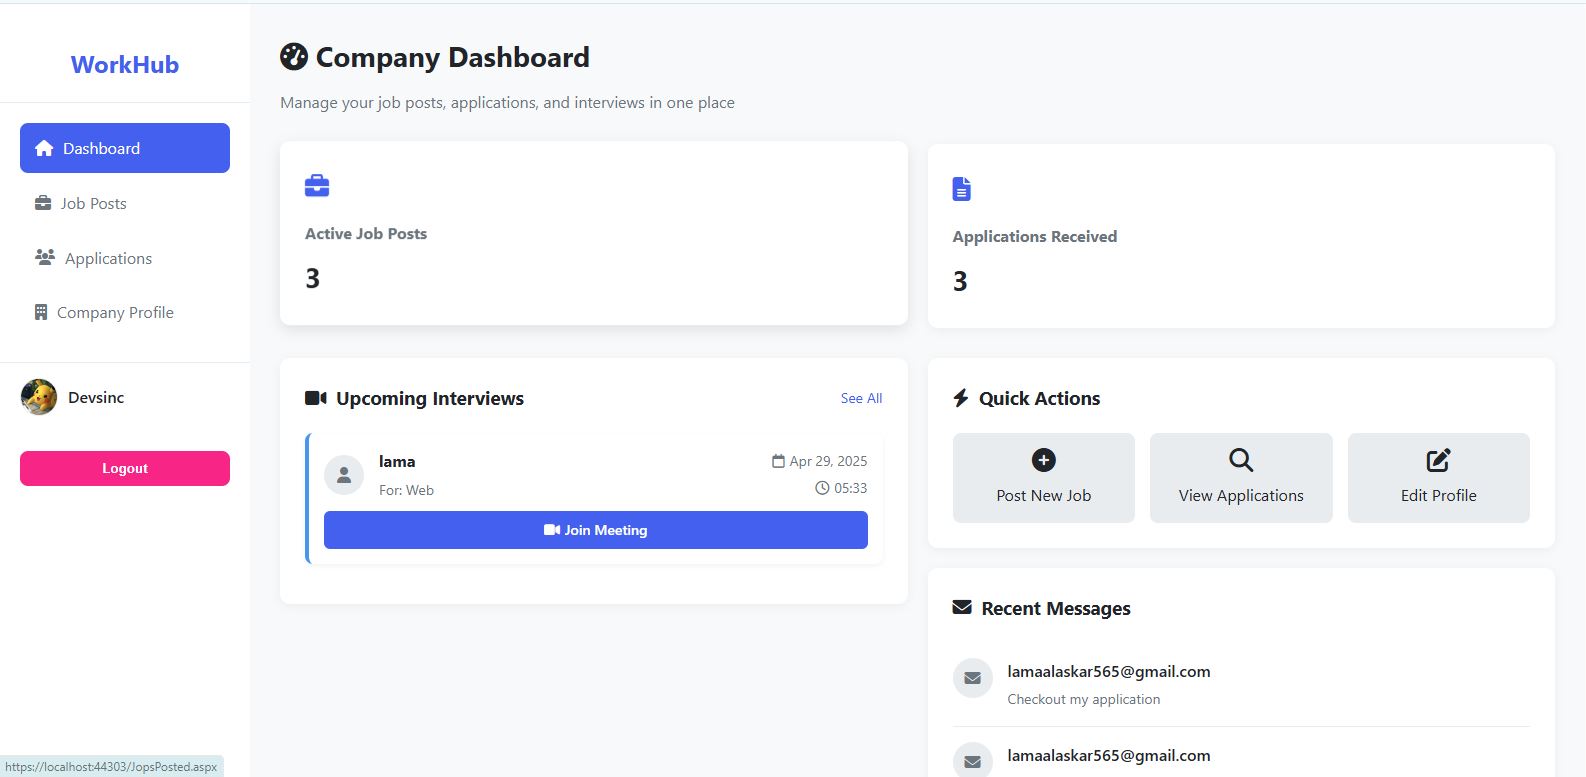 WorkHub
Dashboard
Job Posts
Applications
Company Profile
Devsinc
Logout
Company Dashboard
Manage your job posts, applications, and interviews in one place
Active Job Posts
3
Applications Received
3
Upcoming Interviews
See All
lama
For: Web
Apr 29, 2025
05:33
Join Meeting
Quick Actions
Post New Job
View Applications
Edit Profile
Recent Messages
lamaalaskar565@gmail.com
Checkout my application
lamaalaskar565@gmail.com
https://localhost:44303/JopsPosted.aspx